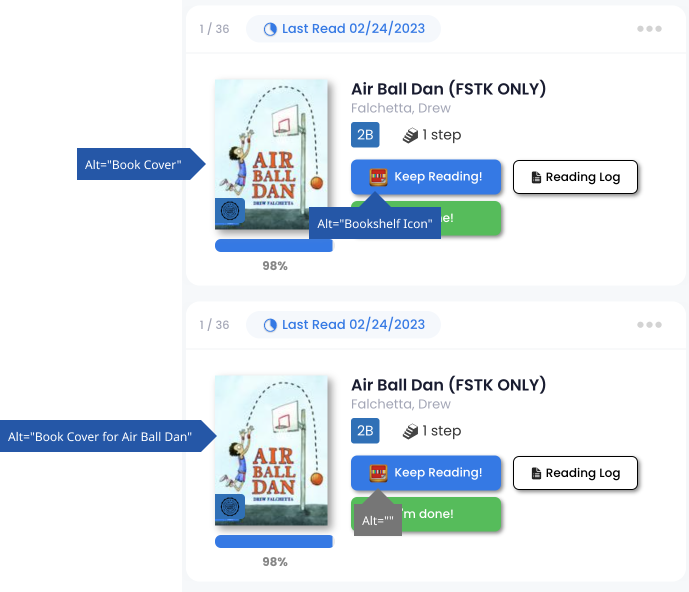 1 / 36
Last Read 02/24/2023
Air Ball Dan (FSTK ONLY)
Falchetta, Drew
2B
1 step
Alt="Book Cover"
AIR
BALL
DAN
DREW FALCHETTA
Keep Reading!
Reading Log
Alt="Bookshelf Icon"
e!
98%
1 / 36
Last Read 02/24/2023
Air Ball Dan (FSTK ONLY)
Falchetta, Drew
2B
1 step
Alt="Book Cover for Air Ball Dan"
AIR
BALL
DAN
DREW FALCHETTA
Keep Reading!
Reading Log
Alt=""
'm done!
98%